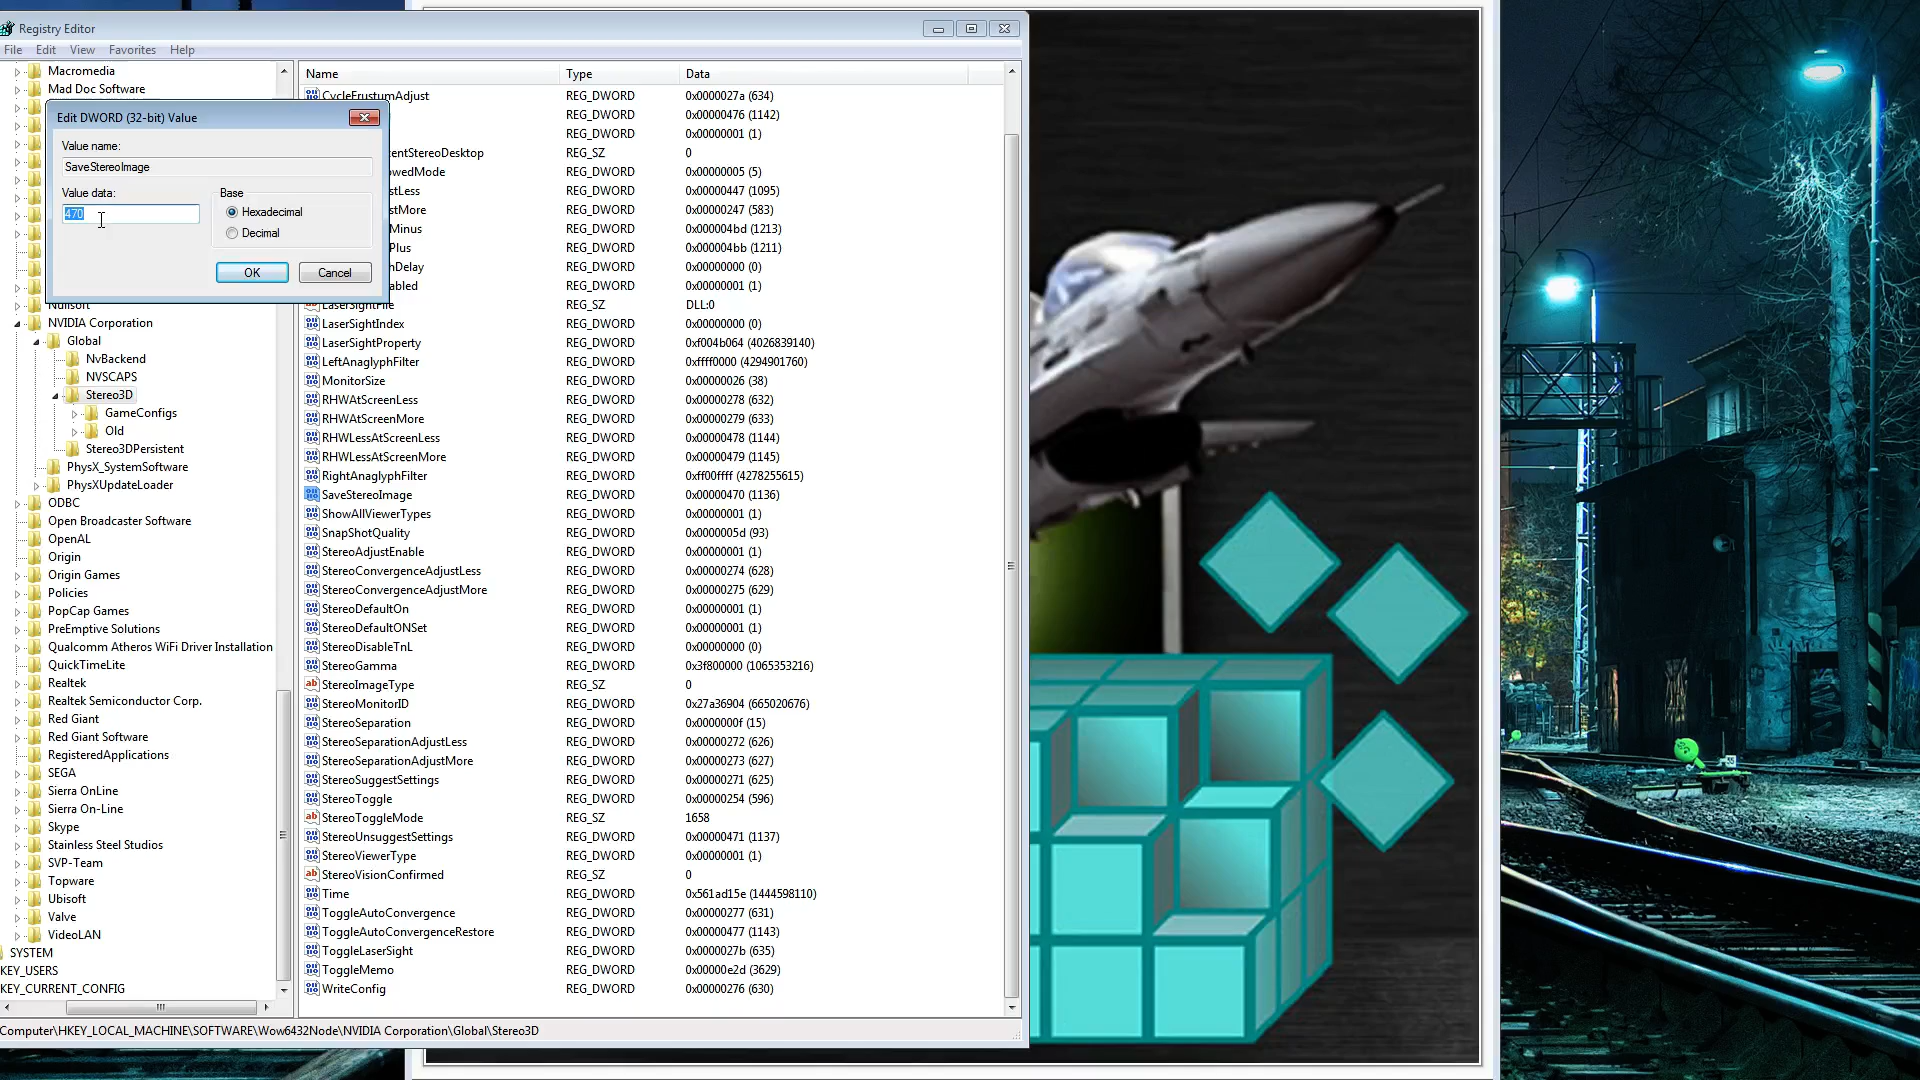 Registry Editor
File Edit View Favorites Help
Macromedia
Mad Doc Software
Edit DWORD (32-bit) Value
Value name:
SaveStereoImage
Value data:
470
Base
Hexadecimal
Decimal
OK Cancel
NVIDIA Corporation
Global
NvBackend
NVSCAPS
Stereo3D
GameConfigs
Old
Stereo3DPersistent
PhysX_SystemSoftware
PhysXUpdateLoader
ODBC
Open Broadcaster Software
OpenAL
Origin
Origin Games
Policies
PopCap Games
PreEmptive Solutions
Qualcomm Atheros WiFi Driver Installation
QuickTimeLite
Realtek
Realtek Semiconductor Corp.
Red Giant
Red Giant Software
RegisteredApplications
SEGA
Sierra OnLine
Sierra On-Line
Skype
Stainless Steel Studios
SVP-Team
Topware
Ubisoft
Valve
VideoLAN
SYSTEM
KEY_USERS
KEY_CURRENT_CONFIG
Name Type Data
CycleFrustumAdjust REG_DWORD 0x0000027a (634)
REG_DWORD 0x00000476 (1142)
REG_DWORD 0x00000001 (1)
entStereoDesktop REG_SZ 0
owedMode REG_DWORD 0x00000005 (5)
stLess REG_DWORD 0x00000447 (1095)
stMore REG_DWORD 0x00000247 (583)
Minus REG_DWORD 0x000004bd (1213)
Plus REG_DWORD 0x000004bb (1211)
nDelay REG_DWORD 0x00000000 (0)
abled REG_DWORD 0x00000001 (1)
LaserSightFile REG_SZ DLL:0
LaserSightIndex REG_DWORD 0x00000000 (0)
LaserSightProperty REG_DWORD 0xf004b064 (4026839140)
LeftAnaglyphFilter REG_DWORD 0xffff0000 (4294901760)
MonitorSize REG_DWORD 0x00000026 (38)
RHWAtScreenLess REG_DWORD 0x00000278 (632)
RHWAtScreenMore REG_DWORD 0x00000279 (633)
RHWLessAtScreenLess REG_DWORD 0x00000478 (1144)
RHWLessAtScreenMore REG_DWORD 0x00000479 (1145)
RightAnaglyphFilter REG_DWORD 0xff00ffff (4278255615)
SaveStereoImage REG_DWORD 0x00000470 (1136)
ShowAllViewerTypes REG_DWORD 0x00000001 (1)
SnapShotQuality REG_DWORD 0x0000005d (93)
StereoAdjustEnable REG_DWORD 0x00000001 (1)
StereoConvergenceAdjustLess REG_DWORD 0x00000274 (628)
StereoConvergenceAdjustMore REG_DWORD 0x00000275 (629)
StereoDefaultOn REG_DWORD 0x00000001 (1)
StereoDefaultONSet REG_DWORD 0x00000001 (1)
StereoDisableTnL REG_DWORD 0x00000000 (0)
StereoGamma REG_DWORD 0x3f800000 (1065353216)
StereoImageType REG_SZ 0
StereoMonitorID REG_DWORD 0x27a36904 (665020676)
StereoSeparation REG_DWORD 0x0000000f (15)
StereoSeparationAdjustLess REG_DWORD 0x00000272 (626)
StereoSeparationAdjustMore REG_DWORD 0x00000273 (627)
StereoSuggestSettings REG_DWORD 0x00000271 (625)
StereoToggle REG_DWORD 0x00000254 (596)
StereoToggleMode REG_SZ 1658
StereoUnsuggestSettings REG_DWORD 0x00000471 (1137)
StereoViewerType REG_DWORD 0x00000001 (1)
StereoVisionConfirmed REG_SZ 0
Time REG_DWORD 0x561ad15e (1444598110)
ToggleAutoConvergence REG_DWORD 0x00000277 (631)
ToggleAutoConvergenceRestore REG_DWORD 0x00000477 (1143)
ToggleLaserSight REG_DWORD 0x0000027b (635)
ToggleMemo REG_DWORD 0x00000e2d (3629)
WriteConfig REG_DWORD 0x00000276 (630)
Computer\HKEY_LOCAL_MACHINE\SOFTWARE\Wow6432Node\NVIDIA Corporation\Global\Stereo3D